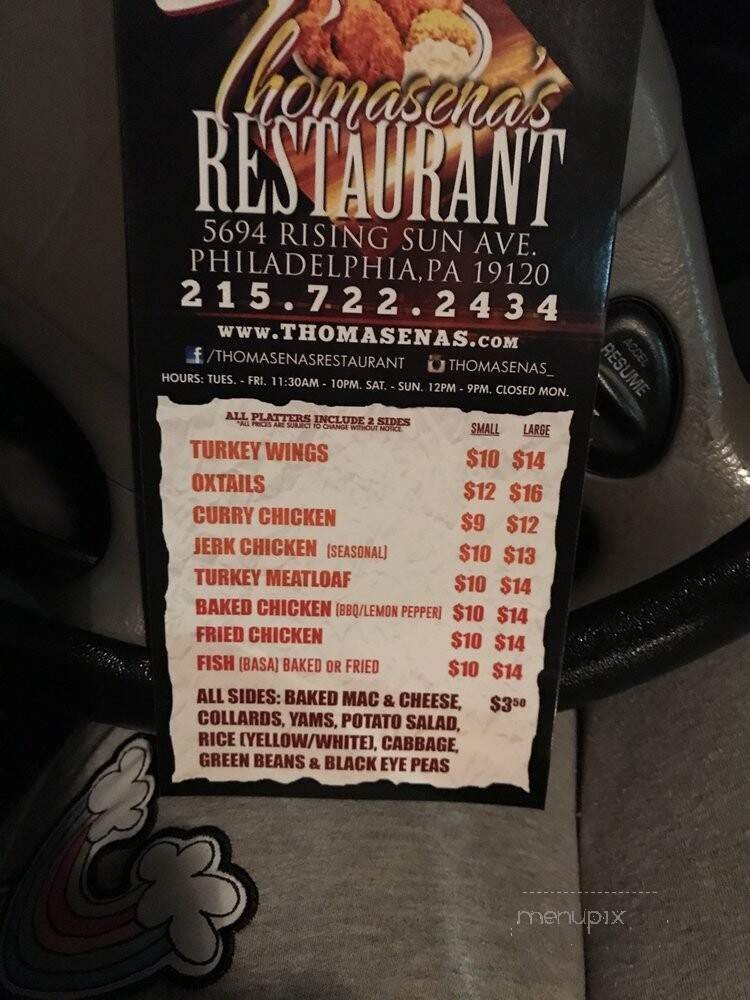 Thomasena's
RESTAURANT
5694 RISING SUN AVE.
PHILADELPHIA, PA 19120
215.722.2434
www.THOMASENAS.com
f /THOMASENASRESTAURANT THOMASENAS_
HOURS: TUES. - FRI. 11:30AM - 10PM. SAT. - SUN. 12PM - 9PM. CLOSED MON.
ALL PLATTERS INCLUDE 2 SIDES SMALL LARGE
*ALL PRICES ARE SUBJECT TO CHANGE WITHOUT NOTICE.
TURKEY WINGS $10 $14
OXTAILS $12 $16
CURRY CHICKEN $9 $12
JERK CHICKEN (SEASONAL) $10 $13
TURKEY MEATLOAF $10 $14
BAKED CHICKEN (BBQ/LEMON PEPPER) $10 $14
FRIED CHICKEN $10 $14
FISH (BASA) BAKED OR FRIED $10 $14
ALL SIDES: BAKED MAC & CHEESE, $3⁵⁰
COLLARDS, YAMS, POTATO SALAD,
RICE (YELLOW/WHITE), CABBAGE,
GREEN BEANS & BLACK EYE PEAS
ACCEL
RESUME
menupix